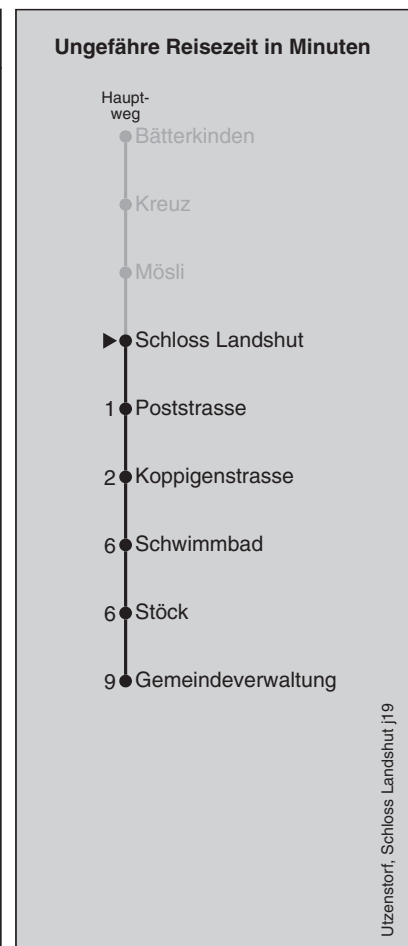 Ungefähre Reisezeit in Minuten
Haupt-
weg
Bätterkinden
Kreuz
Mösli
Schloss Landshut
1 Poststrasse
2 Koppigenstrasse
6 Schwimmbad
6 Stöck
9 Gemeindeverwaltung
Utzenstorf, Schloss Landshut j19